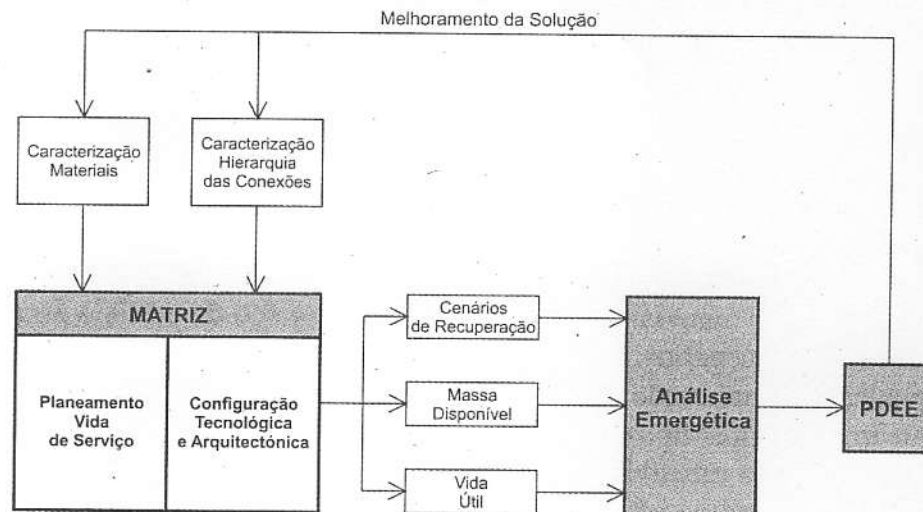 Melhoramento da Solução
Caracterização
Materiais
Caracterização
Hierarquia
das Conexões
MATRIZ
Planeamento
Vida
de Serviço
Configuração
Tecnológica
e Arquitectónica
Cenários
de Recuperação
Massa
Disponível
Vida
Útil
Análise
Emergética
PDEE